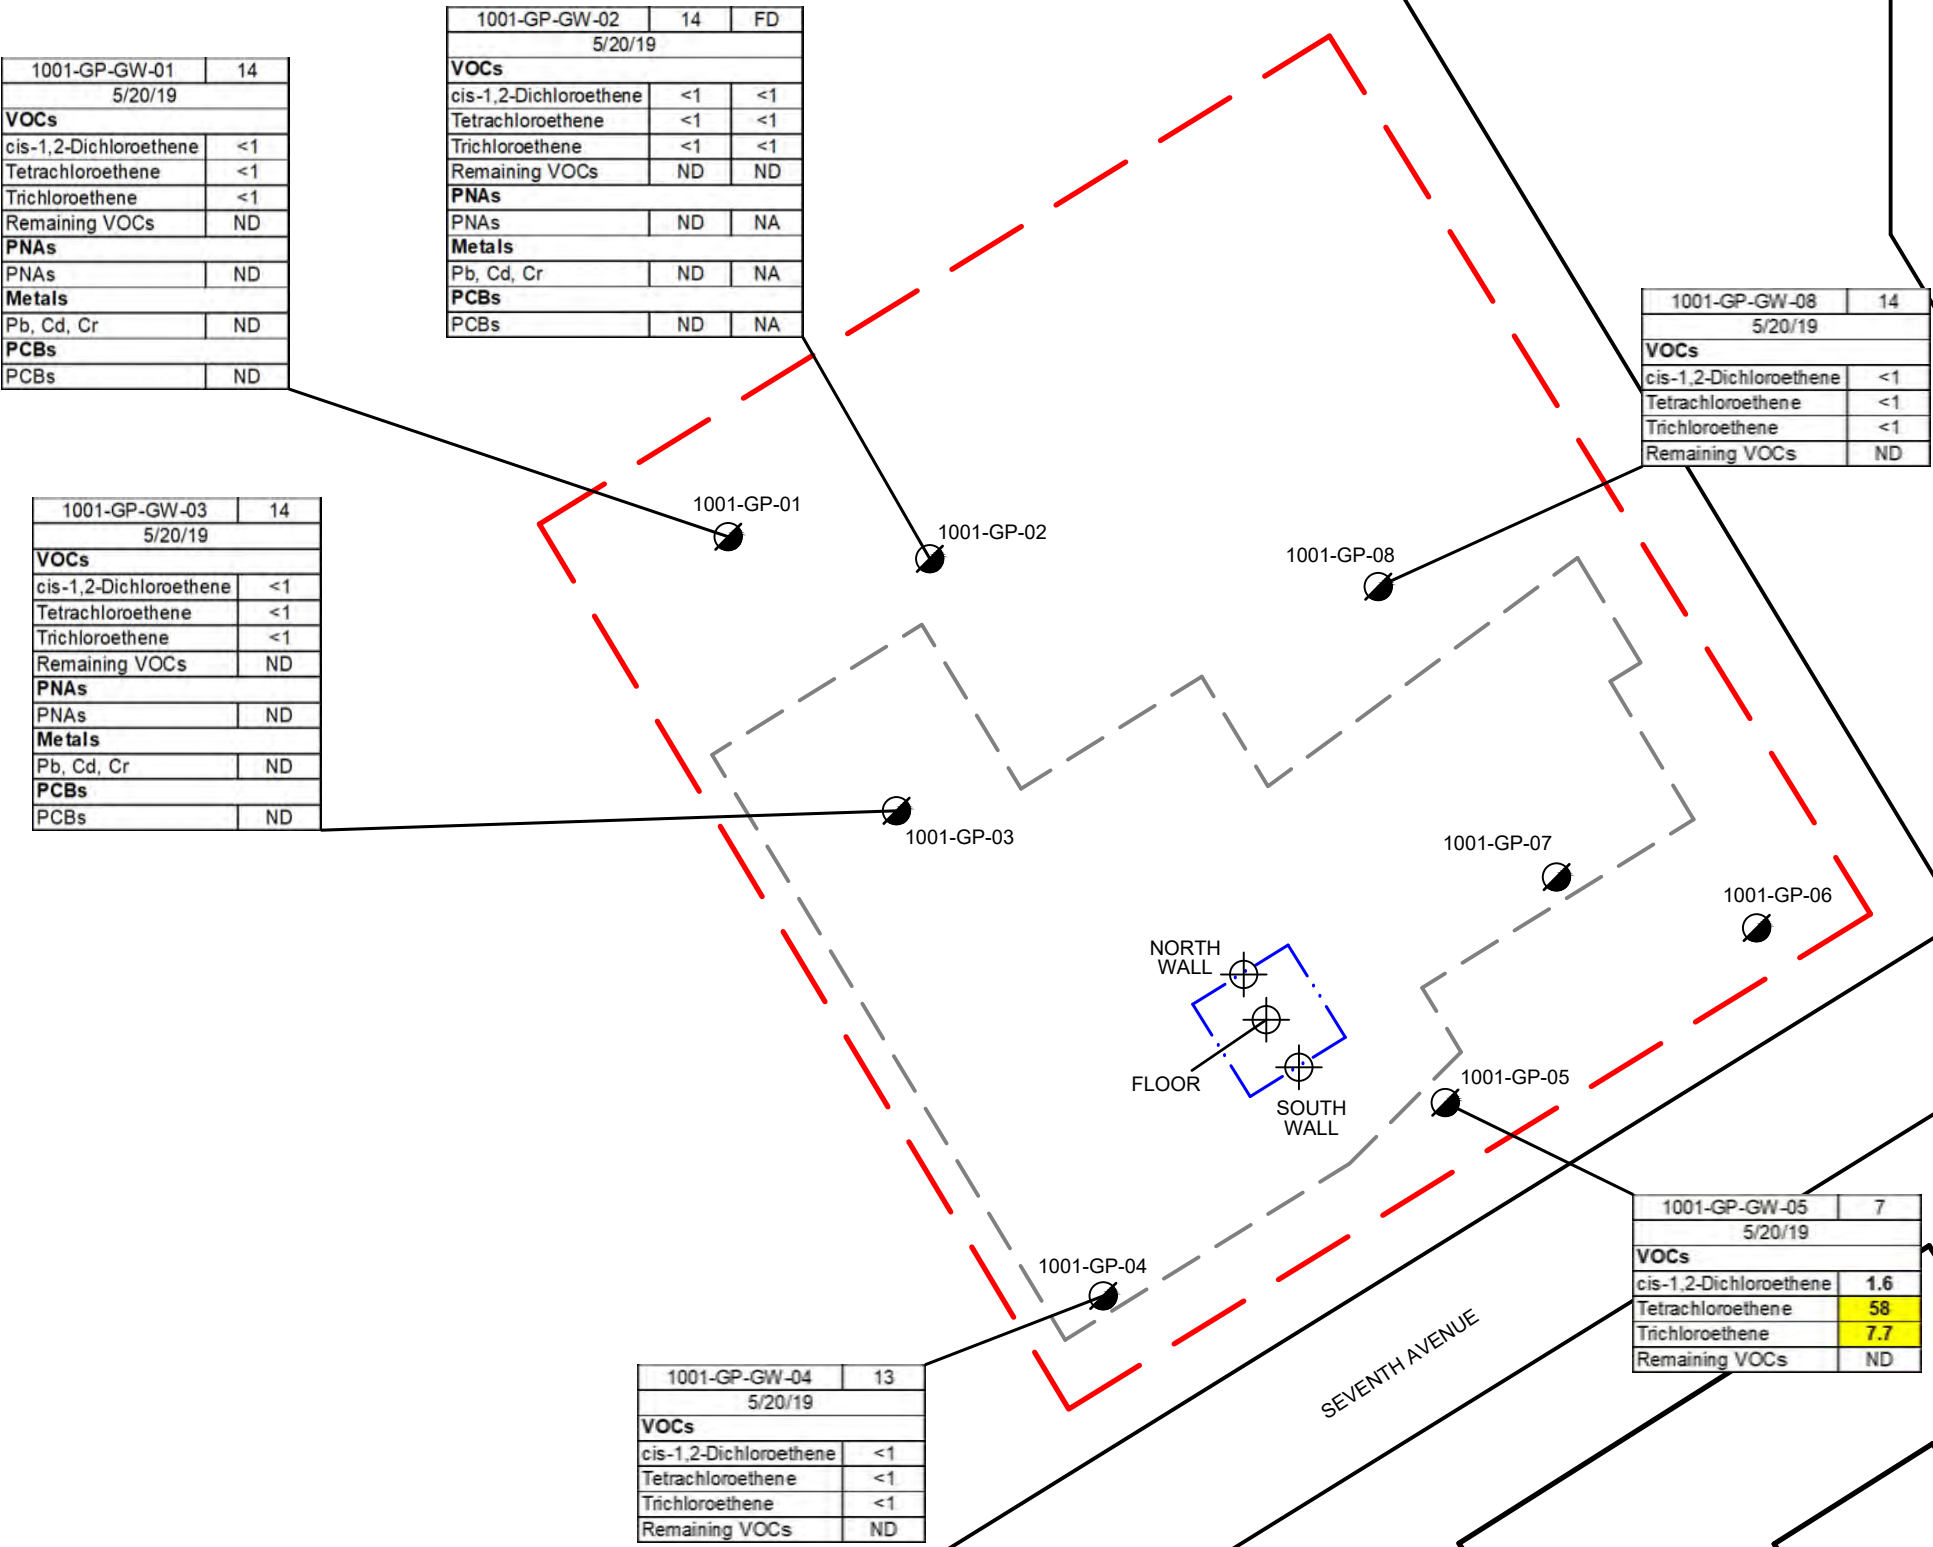 1001-GP-GW-02 14 FD
5/20/19
VOCs
cis-1,2-Dichloroethene <1 <1
Tetrachloroethene <1 <1
Trichloroethene <1 <1
Remaining VOCs ND ND
PNAs
PNAs ND NA
Metals
Pb, Cd, Cr ND NA
PCBs
PCBs ND NA
1001-GP-GW-01 14
5/20/19
VOCs
cis-1,2-Dichloroethene <1
Tetrachloroethene <1
Trichloroethene <1
Remaining VOCs ND
PNAs
PNAs ND
Metals
Pb, Cd, Cr ND
PCBs
PCBs ND
1001-GP-GW-08 14
5/20/19
VOCs
cis-1,2-Dichloroethene <1
Tetrachloroethene <1
Trichloroethene <1
Remaining VOCs ND
1001-GP-GW-03 14
5/20/19
VOCs
cis-1,2-Dichloroethene <1
Tetrachloroethene <1
Trichloroethene <1
Remaining VOCs ND
PNAs
PNAs ND
Metals
Pb, Cd, Cr ND
PCBs
PCBs ND
1001-GP-01
1001-GP-02
1001-GP-08
1001-GP-03
1001-GP-07
1001-GP-06
NORTH
WALL
FLOOR
SOUTH
WALL
1001-GP-05
1001-GP-04
1001-GP-GW-05 7
5/20/19
VOCs
cis-1,2-Dichloroethene 1.6
Tetrachloroethene 58
Trichloroethene 7.7
Remaining VOCs ND
SEVENTH AVENUE
1001-GP-GW-04 13
5/20/19
VOCs
cis-1,2-Dichloroethene <1
Tetrachloroethene <1
Trichloroethene <1
Remaining VOCs ND